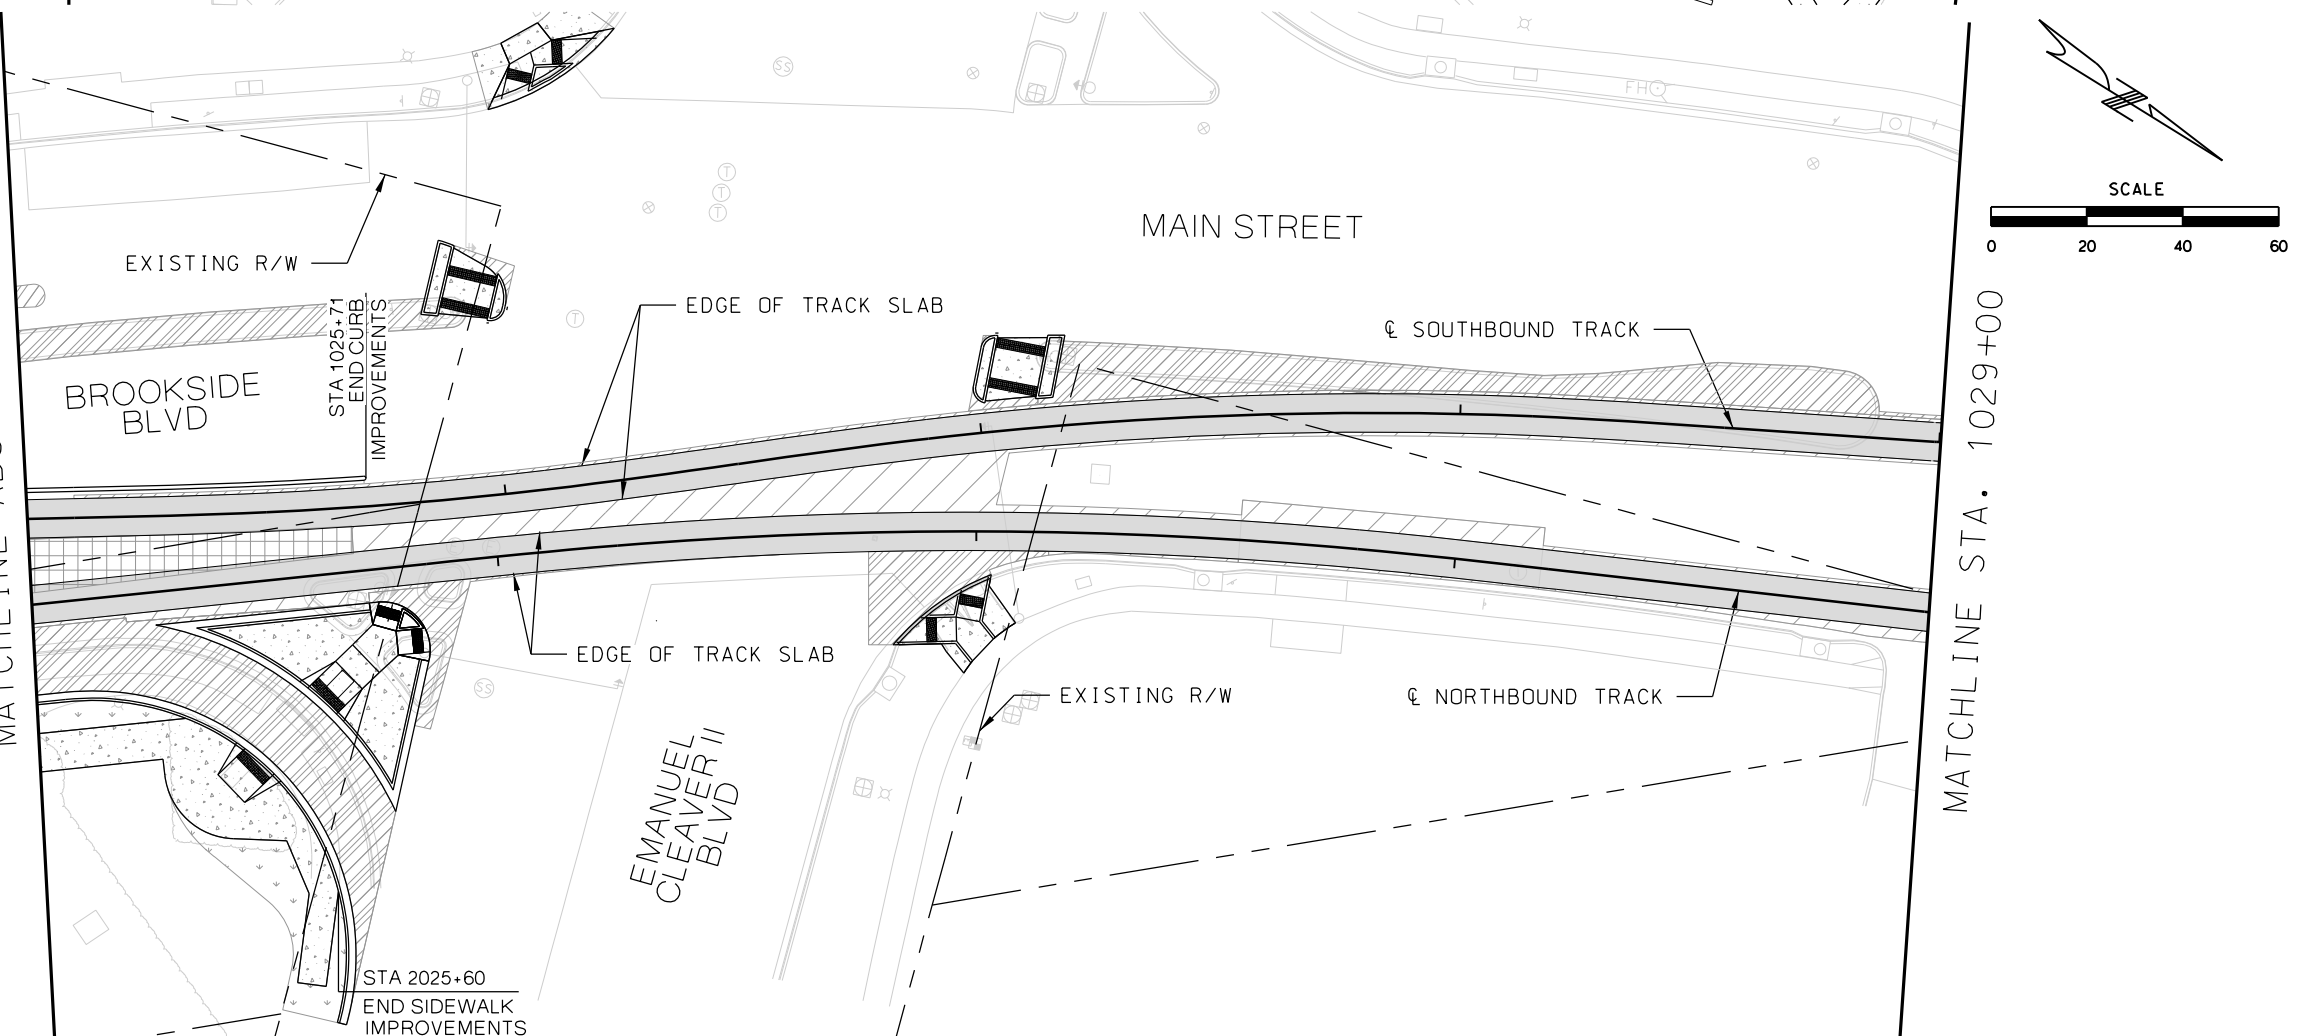 SS
FH
SCALE
0 20 40 60
T
T
T
MAIN STREET
EXISTING R/W
STA 1025+71
END CURB
IMPROVEMENTS
T
EDGE OF TRACK SLAB
℄ SOUTHBOUND TRACK
BROOKSIDE
BLVD
MATCHLINE STA. 1029+00
MATCHLINE
EDGE OF TRACK SLAB
SS
EXISTING R/W
℄ NORTHBOUND TRACK
EMANUEL
CLEAVER II
BLVD
STA 2025+60
END SIDEWALK
IMPROVEMENTS